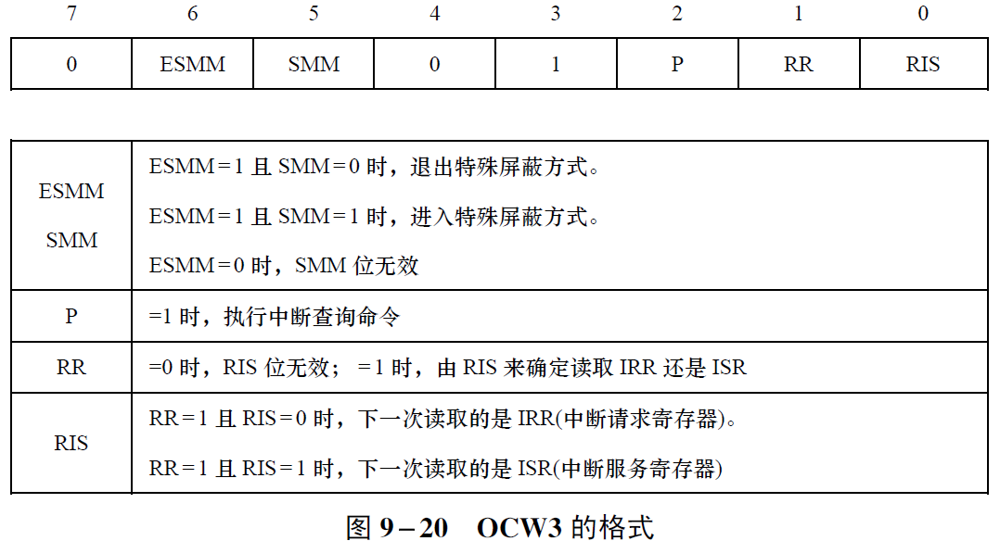 7 6 5 4 3 2 1 0
0 ESMM SMM 0 1 P RR RIS
ESMM
SMM
ESMM=1 且 SMM=0 时，退出特殊屏蔽方式。
ESMM=1 且 SMM=1 时，进入特殊屏蔽方式。
ESMM=0 时，SMM 位无效
P =1 时，执行中断查询命令
RR =0 时，RIS 位无效； =1 时，由 RIS 来确定读取 IRR 还是 ISR
RIS
RR=1 且 RIS=0 时，下一次读取的是 IRR(中断请求寄存器)。
RR=1 且 RIS=1 时，下一次读取的是 ISR(中断服务寄存器)
图 9−20 OCW3 的格式